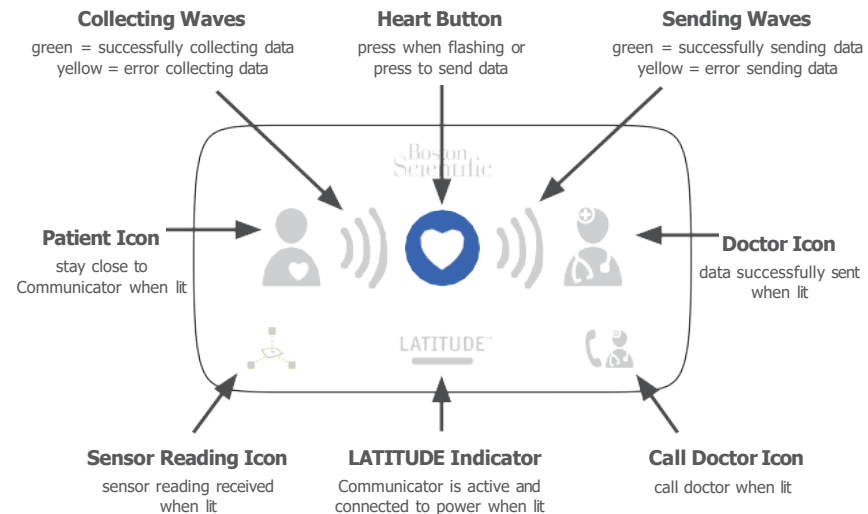 Collecting Waves
green = successfully collecting data
yellow = error collecting data
Heart Button
press when flashing or
press to send data
Sending Waves
green = successfully sending data
yellow = error sending data
Boston
Scientific
Patient Icon
stay close to
Communicator when lit
Doctor Icon
data successfully sent
when lit
LATITUDE™
Sensor Reading Icon
sensor reading received
when lit
LATITUDE Indicator
Communicator is active and
connected to power when lit
Call Doctor Icon
call doctor when lit